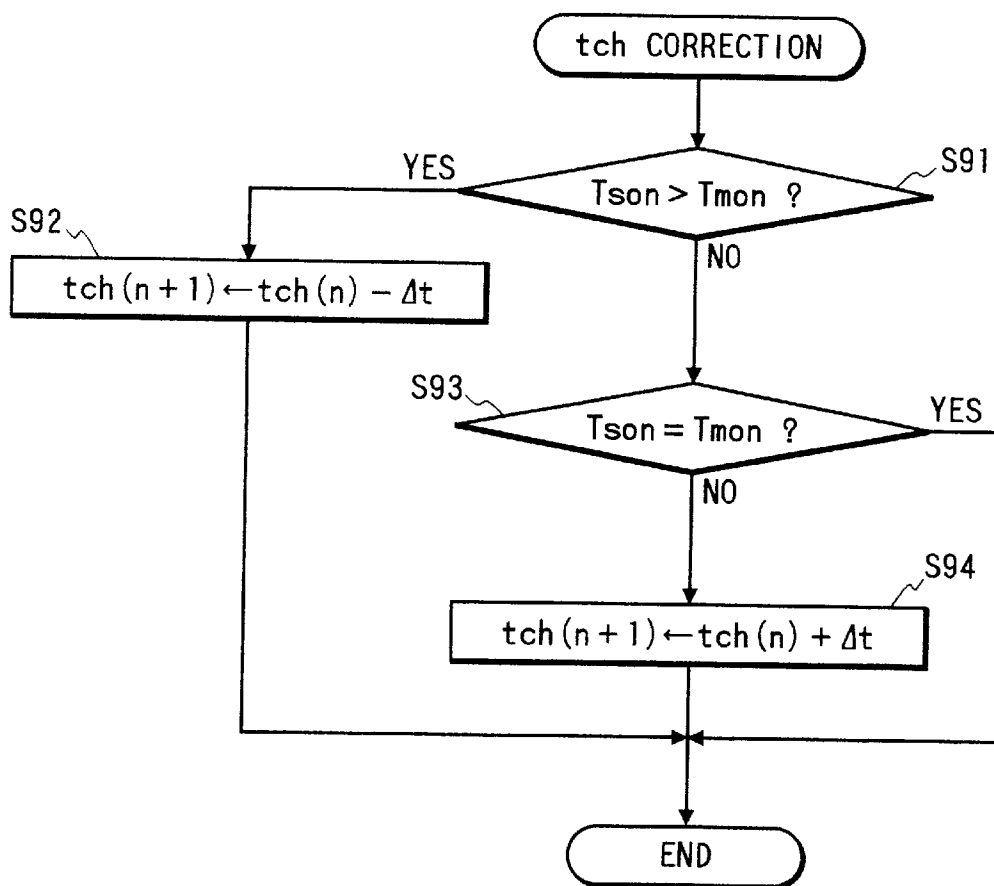 tch CORRECTION
S91
YES
Tson > Tmon ?
NO
S92
tch(n+1)←tch(n)−Δt
S93
YES
Tson = Tmon ?
NO
S94
tch(n+1)←tch(n)+Δt
END